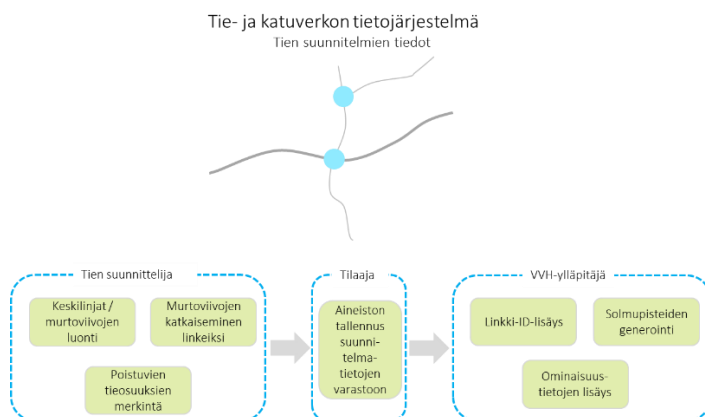 Tie- ja katuverkon tietojärjestelmä
Tien suunnitelmien tiedot
Tien suunnittelija
Keskilinjat/
murtoviivojen
luonti
Murtoviivojen
katkaiseminen
linkeiksi
Poistuvien
tieosuuksien
merkintä
Tilaaja
Aineiston
tallennus
suunni-
telma-
tietojen
varastoon
VVH-ylläpitäjä
Linkki-ID-lisäys
Solmupisteiden
generointi
Ominaisuus-
tietojen lisäys